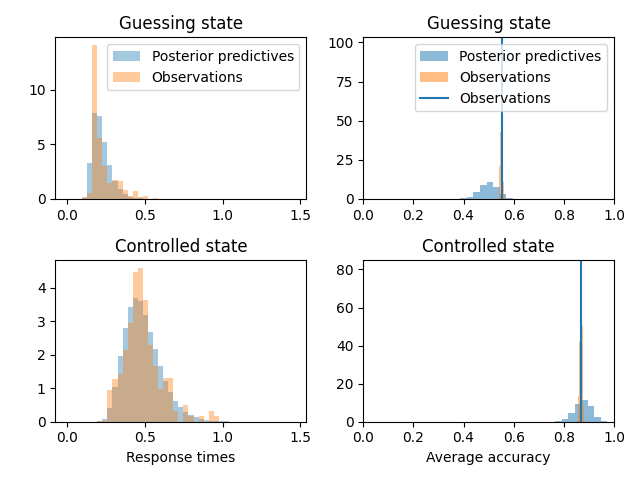 Guessing state
Posterior predictives
Observations
10
5
0
0.0 0.5 1.0 1.5
Guessing state
Posterior predictives
Observations
Observations
100
75
50
25
0
0.0 0.2 0.4 0.6 0.8 1.0
Controlled state
4
3
2
1
0
0.0 0.5 1.0 1.5
Response times
Controlled state
80
60
40
20
0
0.0 0.2 0.4 0.6 0.8 1.0
Average accuracy